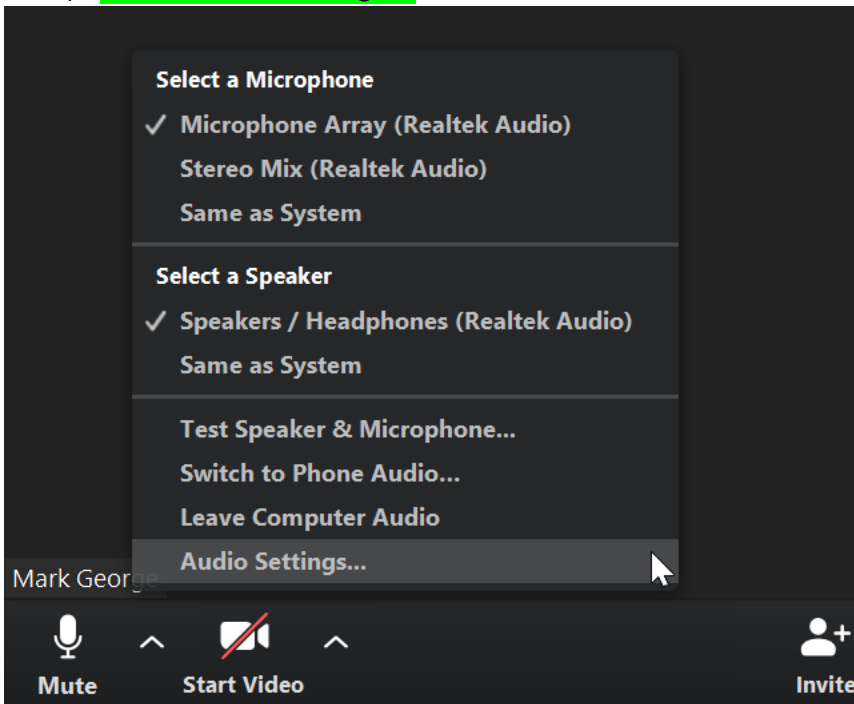 Select a Microphone
✓ Microphone Array (Realtek Audio)
Stereo Mix (Realtek Audio)
Same as System
Select a Speaker
✓ Speakers / Headphones (Realtek Audio)
Same as System
Test Speaker & Microphone...
Switch to Phone Audio...
Leave Computer Audio
Audio Settings...
Mark George
Mute
Start Video
Invite